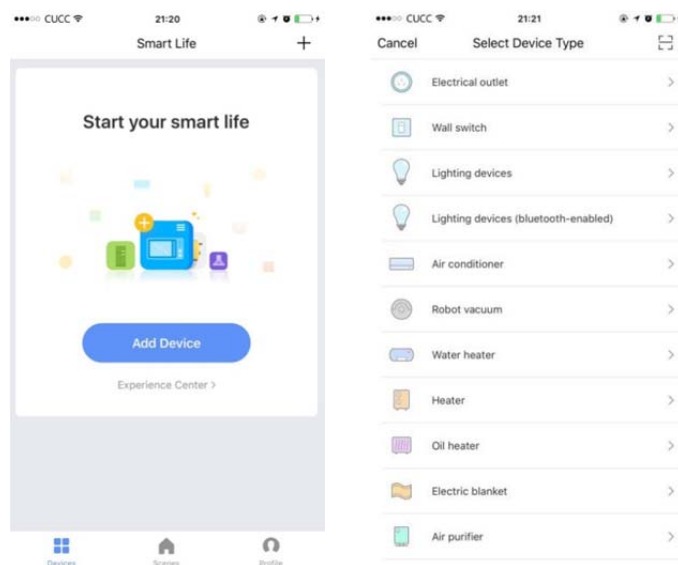 CUCC 21:20
Smart Life +
Start your smart life
Add Device
Experience Center >
Devices Scenes Profile
CUCC 21:21
Cancel Select Device Type
Electrical outlet
Wall switch
Lighting devices
Lighting devices (bluetooth-enabled)
Air conditioner
Robot vacuum
Water heater
Heater
Oil heater
Electric blanket
Air purifier